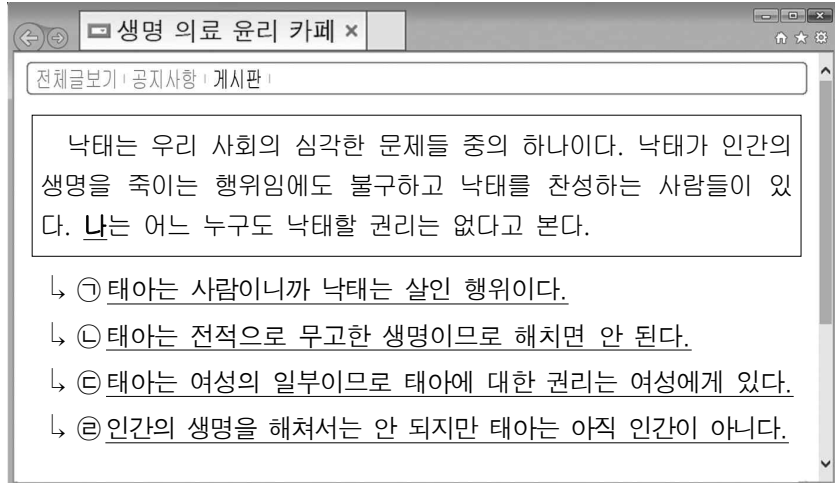 생명 의료 윤리 카페 ×
전체글보기 | 공지사항 | 게시판 |
낙태는 우리 사회의 심각한 문제들 중의 하나이다. 낙태가 인간의
생명을 죽이는 행위임에도 불구하고 낙태를 찬성하는 사람들이 있
다. 나는 어느 누구도 낙태할 권리는 없다고 본다.
↳ ㉠ 태아는 사람이니까 낙태는 살인 행위이다.
↳ ㉡ 태아는 전적으로 무고한 생명이므로 해치면 안 된다.
↳ ㉢ 태아는 여성의 일부이므로 태아에 대한 권리는 여성에게 있다.
↳ ㉣ 인간의 생명을 해쳐서는 안 되지만 태아는 아직 인간이 아니다.